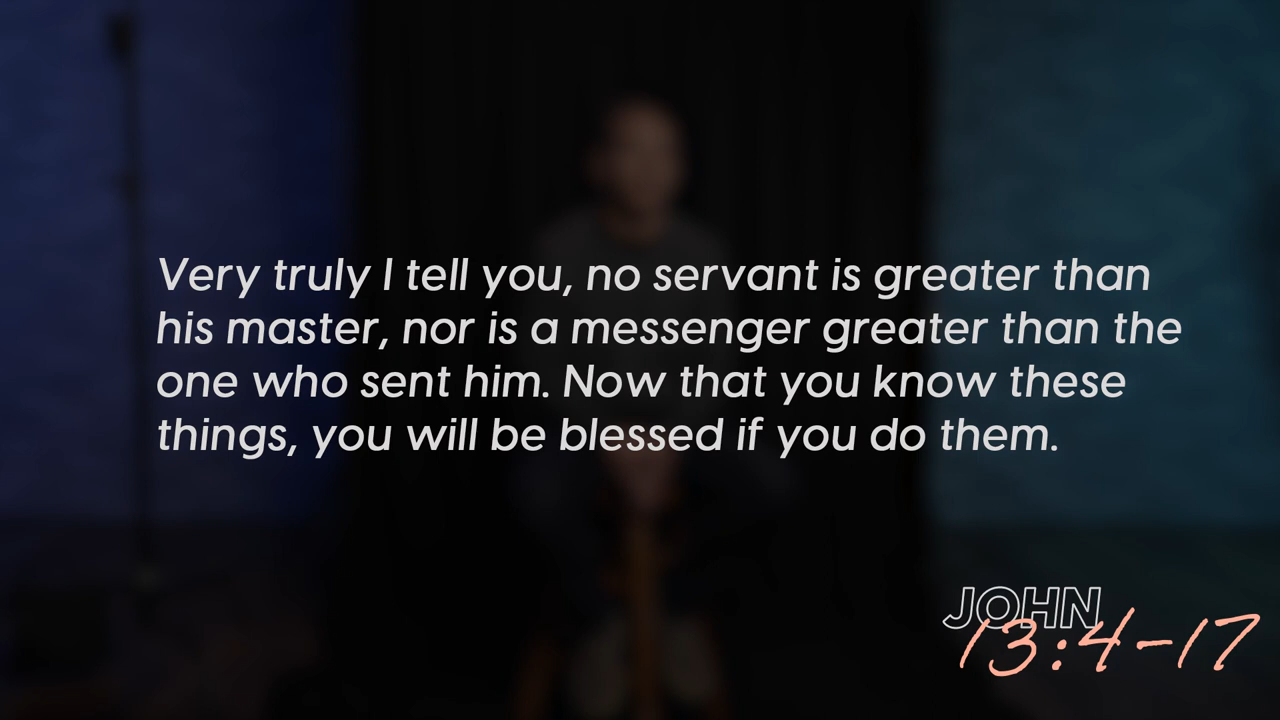 Very truly I tell you, no servant is greater than
his master, nor is a messenger greater than the
one who sent him. Now that you know these
things, you will be blessed if you do them.
JOHN
13:4-17